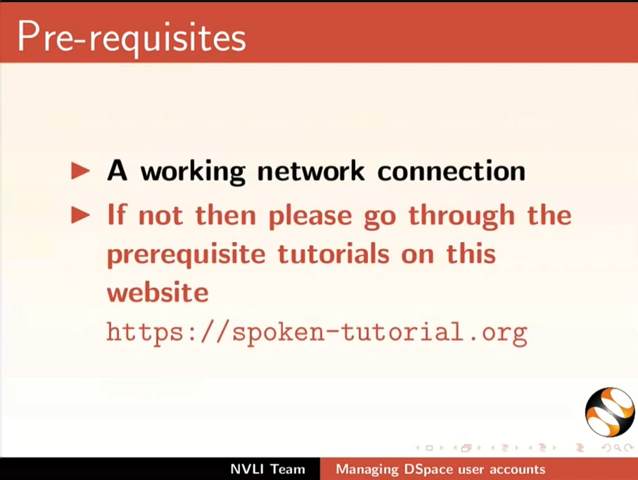 Pre-requisites
A working network connection
If not then please go through the
prerequisite tutorials on this
website
https://spoken-tutorial.org
NVLI Team Managing DSpace user accounts